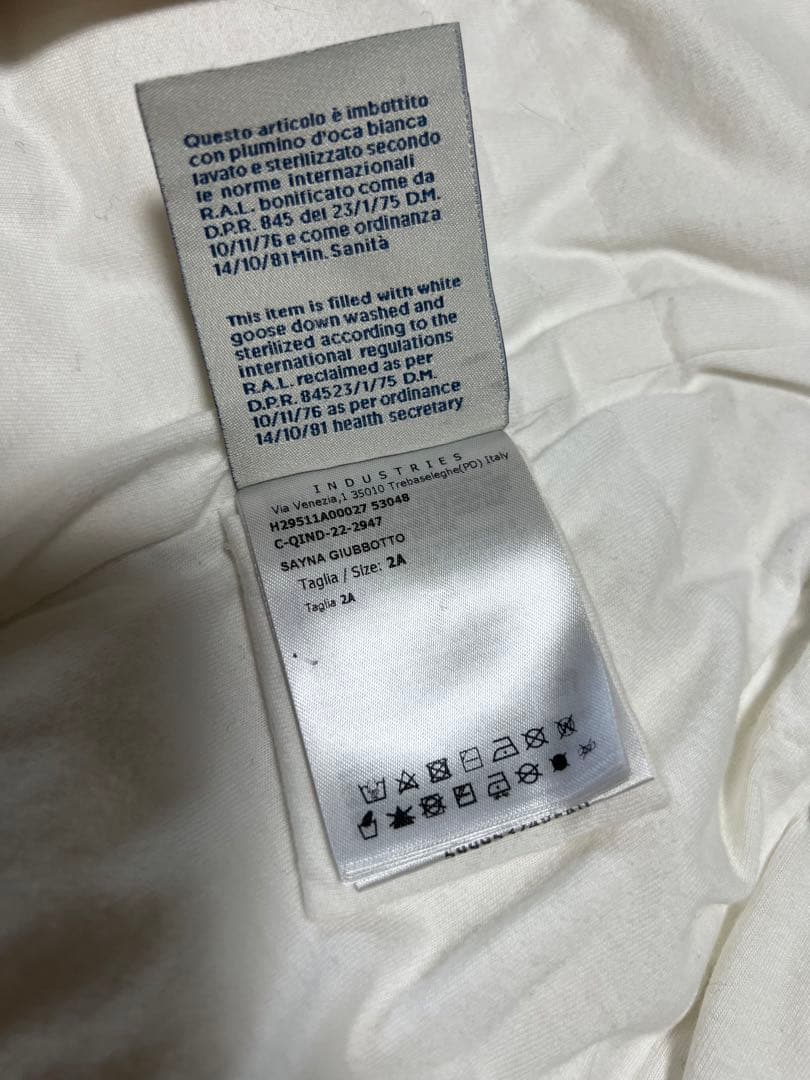 Questo articolo è imbottito
con piumino d'oca bianca
lavato e sterilizzato secondo
le norme internazionali
R.A.L. bonificato come da
D.P.R. 845 del 23/1/75 D.M.
10/11/76 e come ordinanza
14/10/81 Min. Sanità
This item is filled with white
goose down washed and
sterilized according to the
international regulations
R.A.L. reclaimed as per
D.P.R. 84523/1/75 D.M.
10/11/76 as per ordinance
14/10/81 health secretary
INDUSTRIES
Via Venezia,1 35010 Trebaseleghe(PD) Italy
H29511A00027 53048
C-QIND-22-2947
SAYNA GIUBBOTTO
Taglia / Size: 2A
Taglia 2A